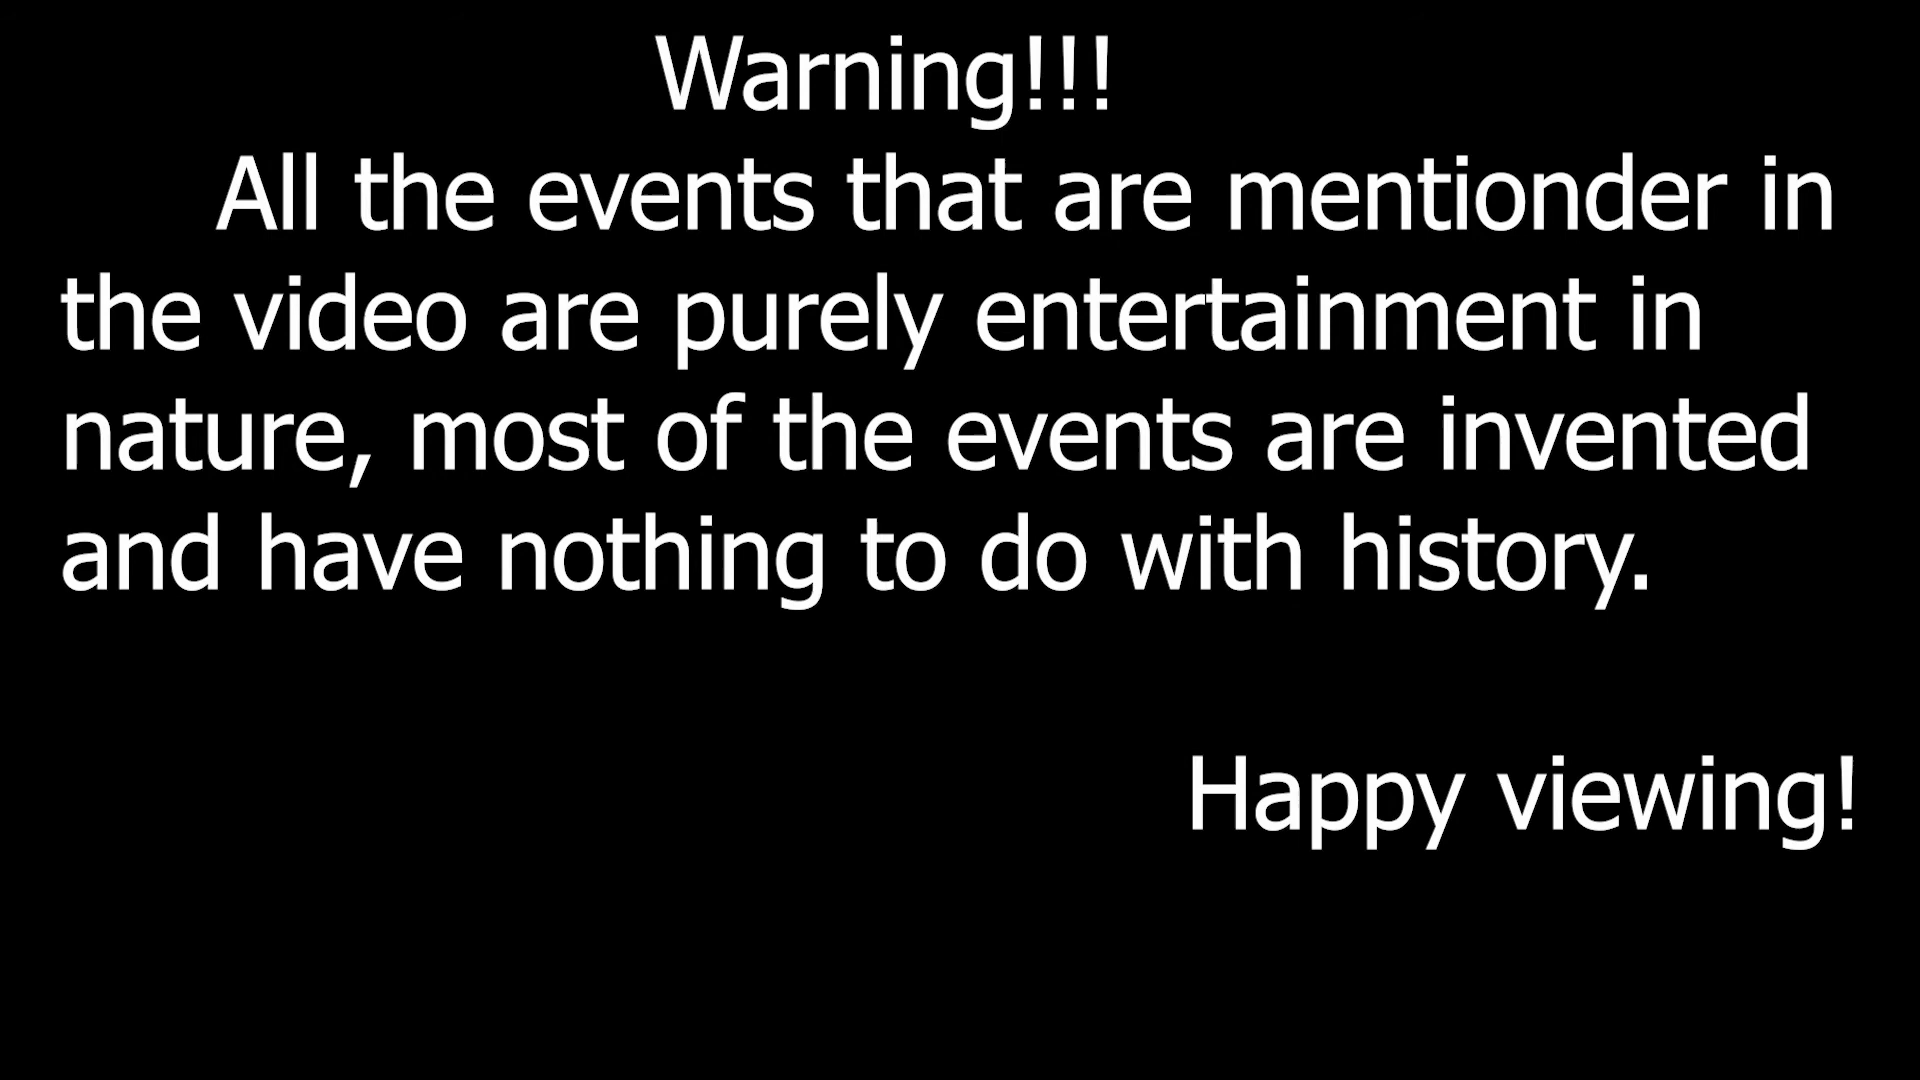 Warning!!!
All the events that are mentionder in
the video are purely entertainment in
nature, most of the events are invented
and have nothing to do with history.
Happy viewing!